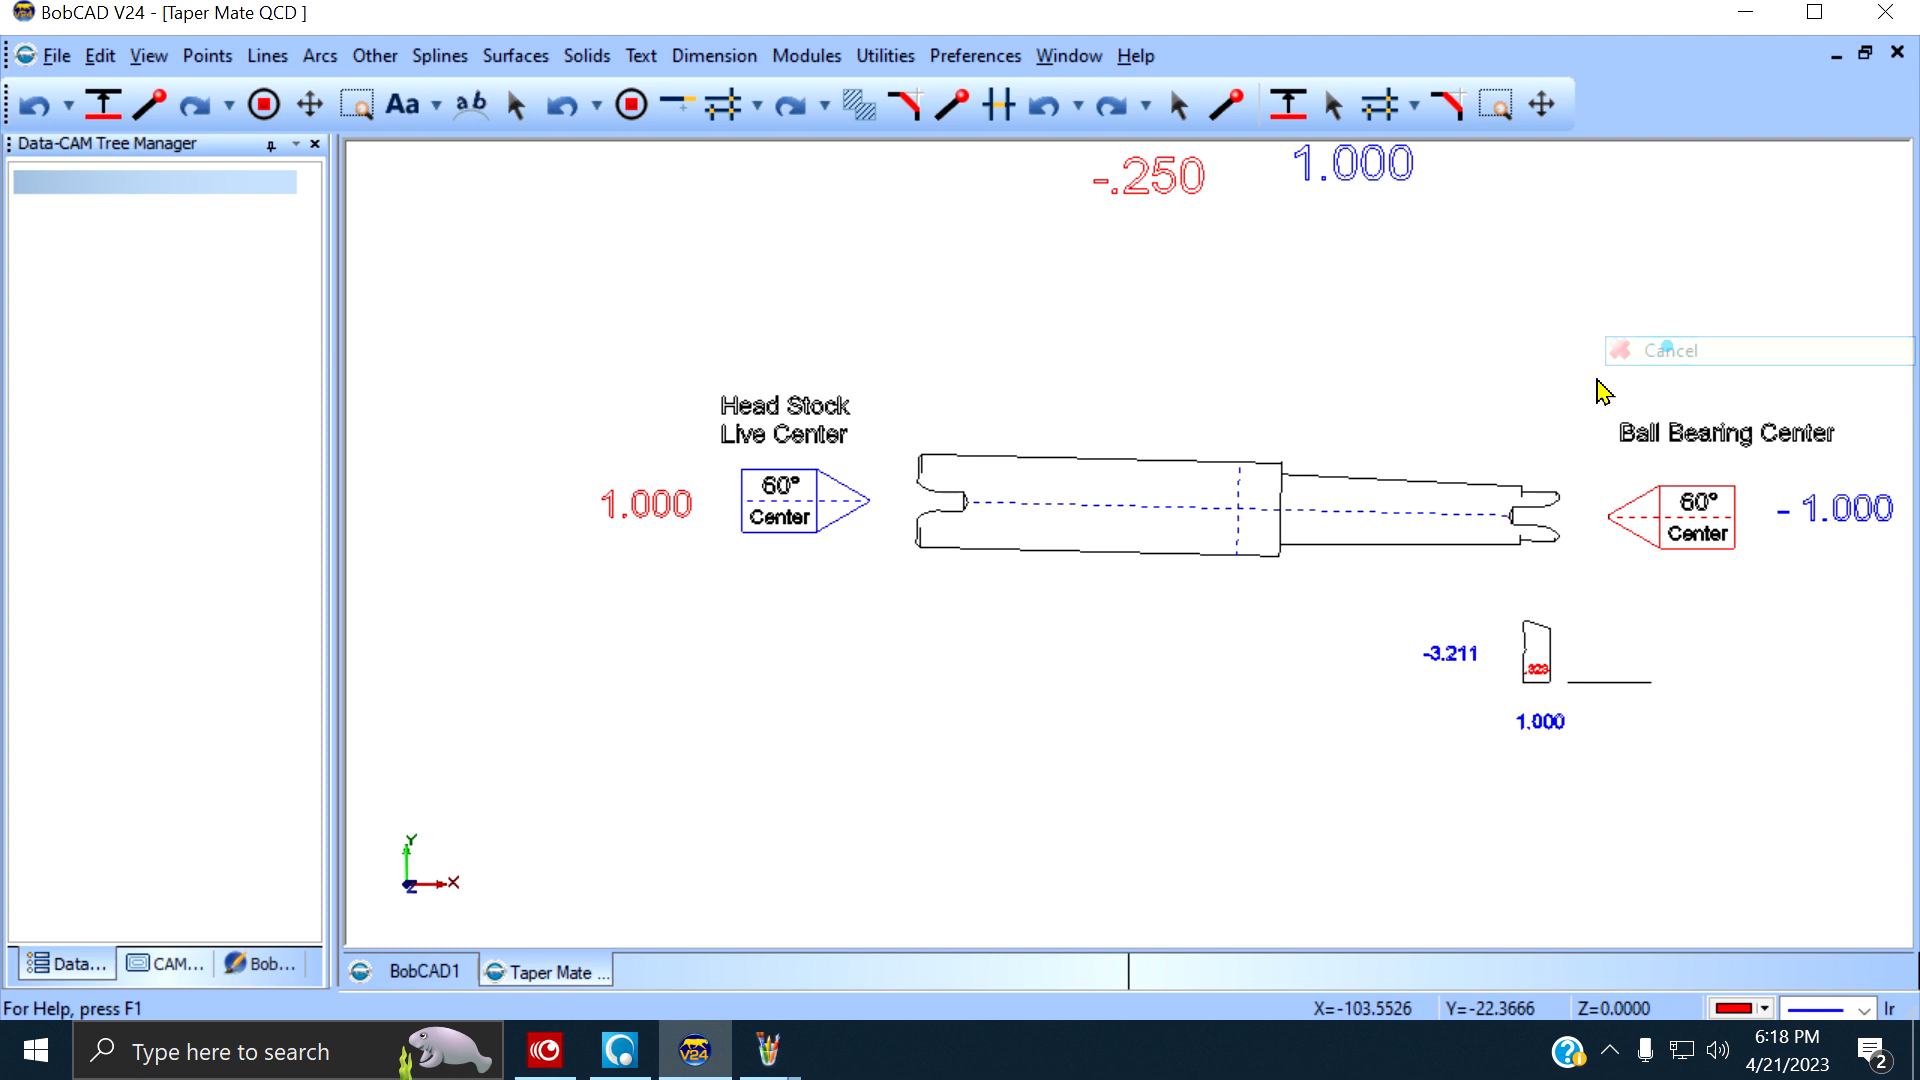 BobCAD V24 - [Taper Mate QCD ]
File Edit View Points Lines Arcs Other Splines Surfaces Solids Text Dimension Modules Utilities Preferences Window Help
Aa ab
Data-CAM Tree Manager
-.250 1.000
Cancel
Head Stock
Live Center
Ball Bearing Center
1.000
60°
Center
60°
Center
- 1.000
-3.211
.323
1.000
Y
X
Z
Data... CAM... Bob...
BobCAD1 Taper Mate ...
For Help, press F1
X=-103.5526 Y=-22.3666 Z=0.0000
V24
Type here to search
6:18 PM
4/21/2023
2